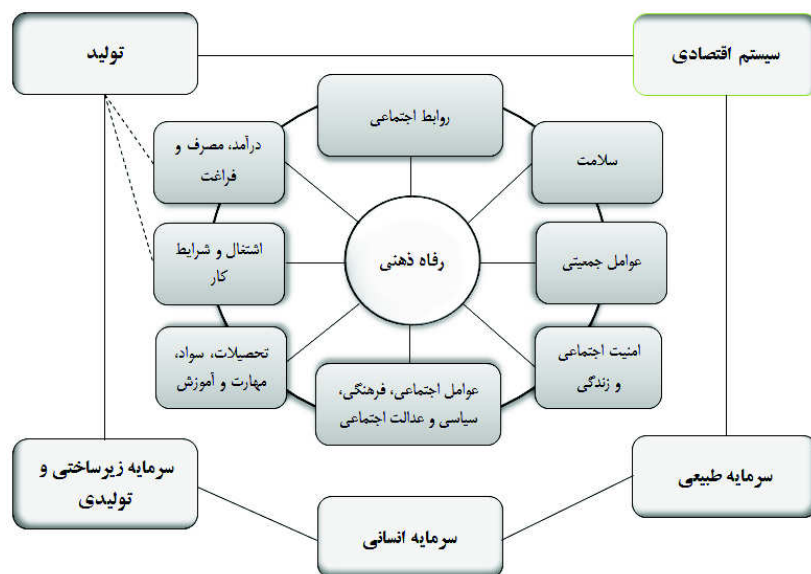 تولید
سیستم اقتصادی
روابط اجتماعی
درآمد، مصرف و
فراغت
سلامت
اشتغال و شرایط
کار
رفاه ذهنی
عوامل جمعیتی
تحصیلات، سواد،
مهارت و آموزش
عوامل اجتماعی، فرهنگی،
سیاسی و عدالت اجتماعی
امنیت اجتماعی
و زندگی
سرمایه زیرساختی و
تولیدی
سرمایه انسانی
سرمایه طبیعی